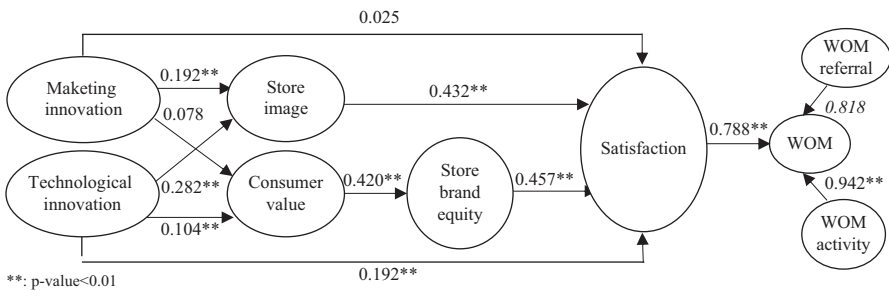 0.025
Maketing
innovation
0.192**
0.078
Store
image
0.432**
Technological
innovation
0.282**
0.104**
Consumer
value
0.420**
Store
brand
equity
0.457**
Satisfaction
0.788**
WOM
referral
0.818
WOM
0.942**
WOM
activity
0.192**
**: p-value<0.01